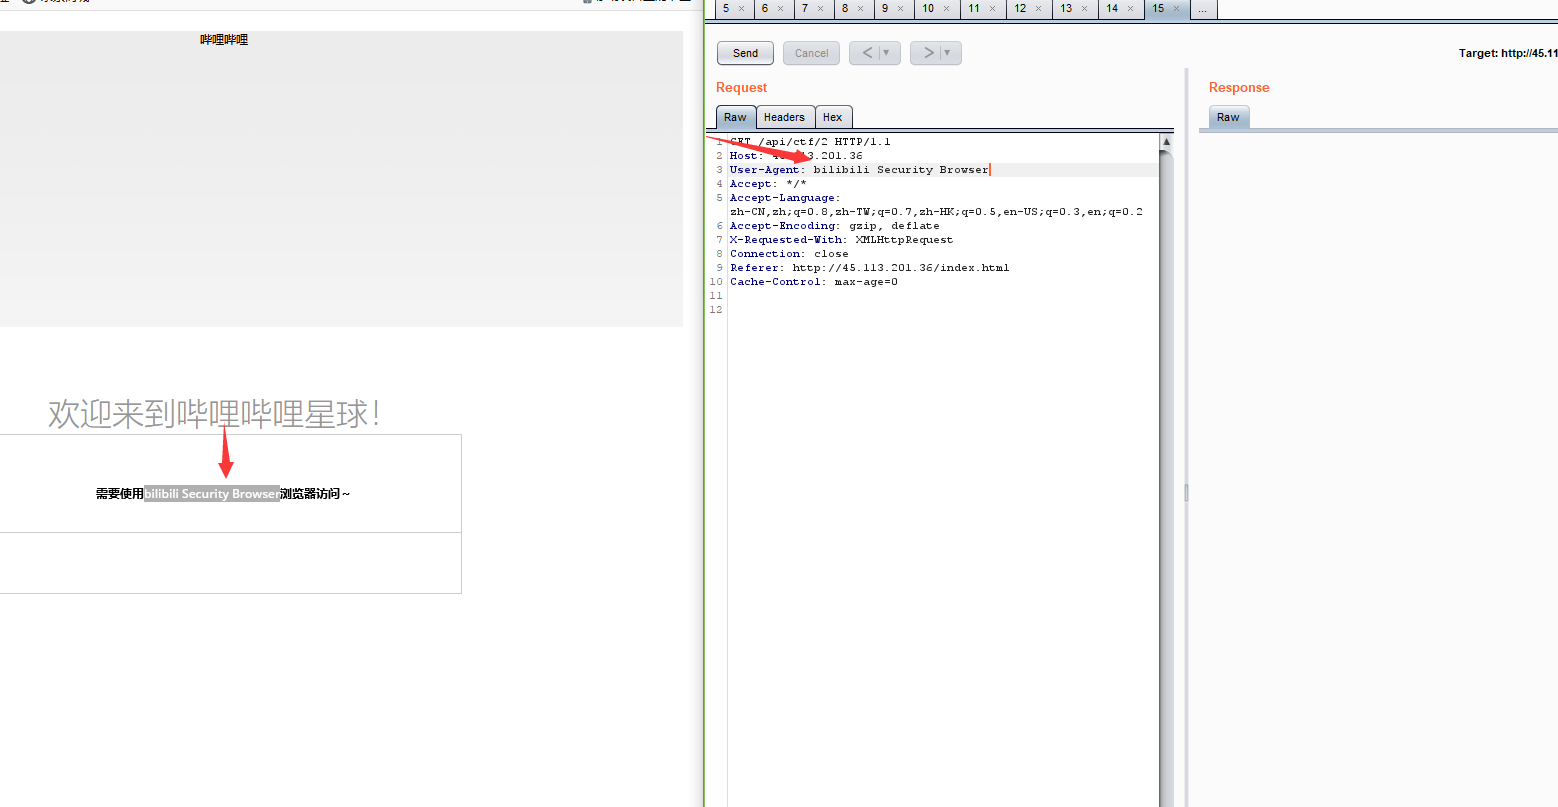 哔哩哔哩
欢迎来到哔哩哔哩星球！
需要使用bilibili Security Browser浏览器访问～
5 × 6 × 7 × 8 × 9 × 10 × 11 × 12 × 13 × 14 × 15 × ...
Send Cancel < ▼ > ▼
Target: http://45.11
Request
Raw Headers Hex
1 GET /api/ctf/2 HTTP/1.1
2 Host: 45.113.201.36
3 User-Agent: bilibili Security Browser
4 Accept: */*
5 Accept-Language:
zh-CN,zh;q=0.8,zh-TW;q=0.7,zh-HK;q=0.5,en-US;q=0.3,en;q=0.2
6 Accept-Encoding: gzip, deflate
7 X-Requested-With: XMLHttpRequest
8 Connection: close
9 Referer: http://45.113.201.36/index.html
10 Cache-Control: max-age=0
11
12
Response
Raw